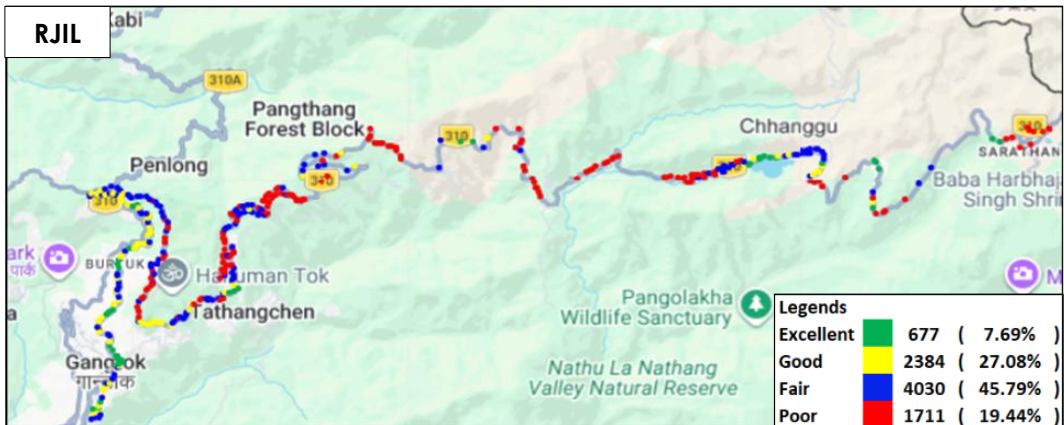 RJIL
Kabi
310A
Pangthang
Forest Block
310
Chhanggu
310
Penlong
SARATHAN
310
Baba Harbhaj
Singh Shri
310
ark
पार्क
BURTUK
Hanuman Tok
M
a
Tathangchen
Pangolakha
Wildlife Sanctuary
Gangtok
गान्तोक
Nathu La Nathang
Valley Natural Reserve
Legends
Excellent 677 ( 7.69% )
Good 2384 ( 27.08% )
Fair 4030 ( 45.79% )
Poor 1711 ( 19.44% )